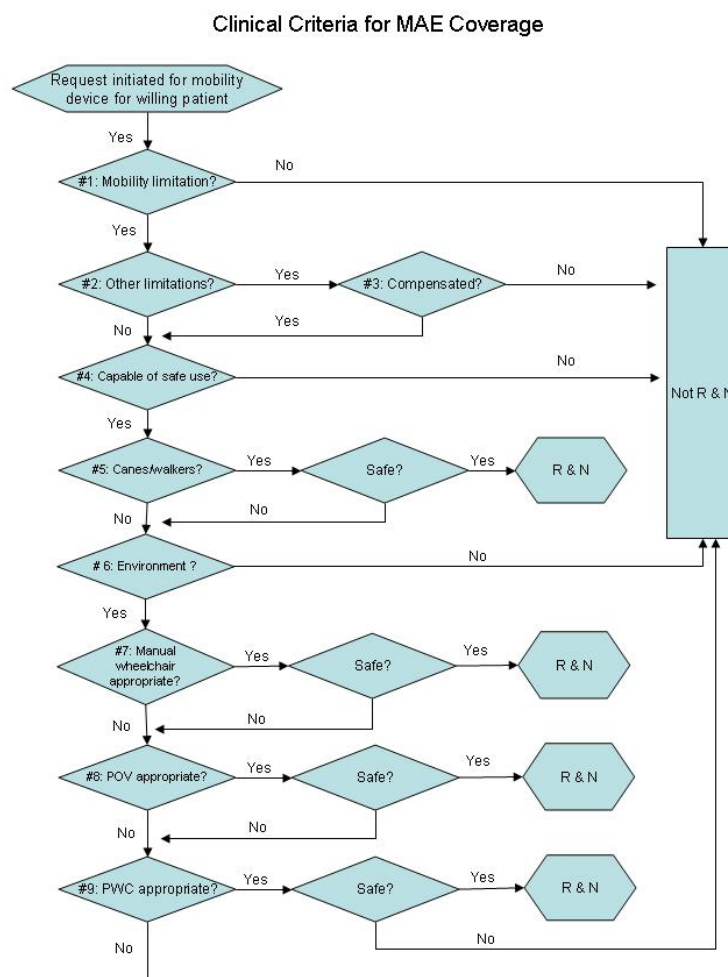 Clinical Criteria for MAE Coverage
Request initiated for mobility
device for willing patient
Yes
#1: Mobility limitation?
No
Yes
#2: Other limitations?
Yes
#3: Compensated?
No
Yes
No
#4: Capable of safe use?
No
Not R & N
Yes
#5: Canes/walkers?
Yes
Safe?
Yes
R & N
No
No
# 6: Environment ?
No
Yes
#7: Manual
wheelchair
appropriate?
Yes
Safe?
Yes
R & N
No
No
#8: POV appropriate?
Yes
Safe?
Yes
R & N
No
No
#9: PWC appropriate?
Yes
Safe?
Yes
R & N
No
No